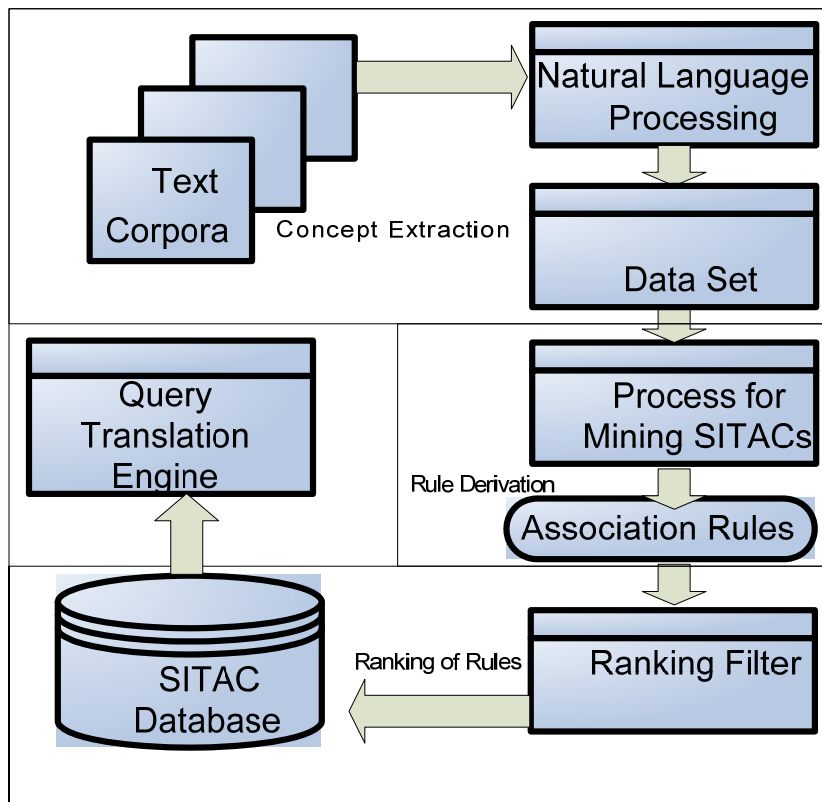 Natural Language
Processing
Text
Corpora
Concept Extraction
Data Set
Process for
Mining SITACs
Query
Translation
Engine
Rule Derivation
Association Rules
Ranking of Rules
Ranking Filter
SITAC
Database